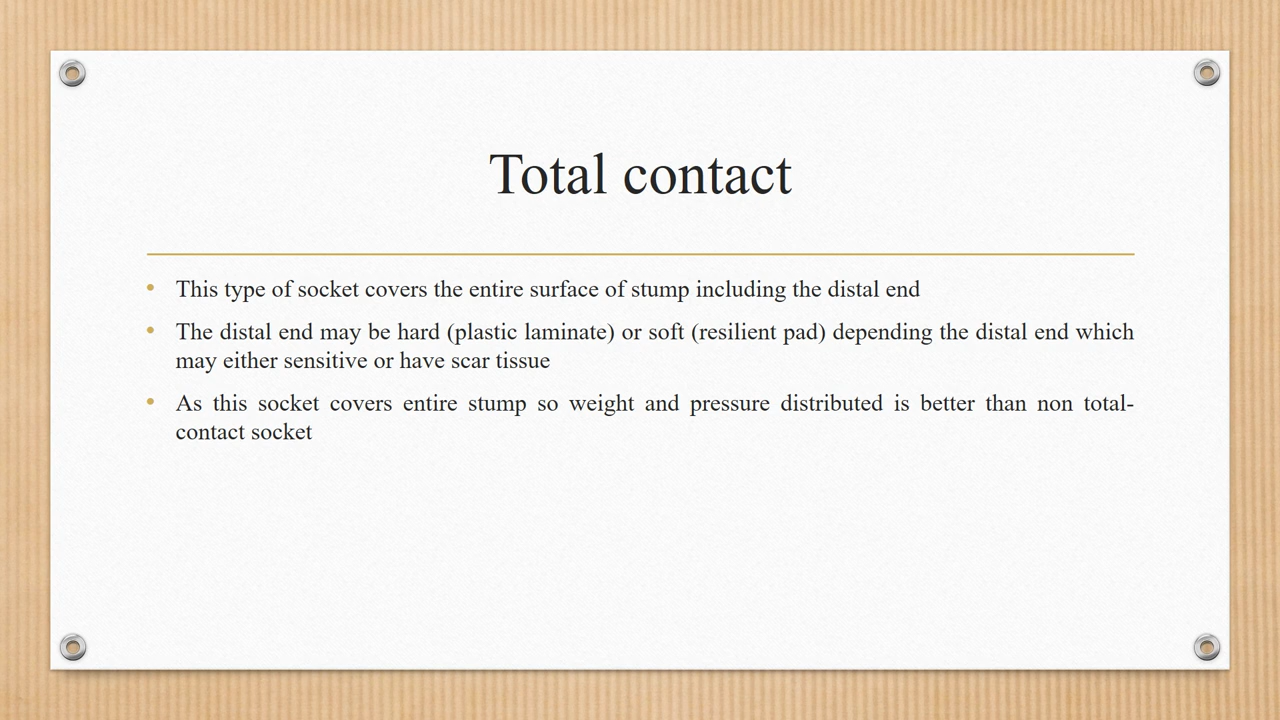 Total contact
• This type of socket covers the entire surface of stump including the distal end
• The distal end may be hard (plastic laminate) or soft (resilient pad) depending the distal end which
may either sensitive or have scar tissue
• As this socket covers entire stump so weight and pressure distributed is better than non total-
contact socket